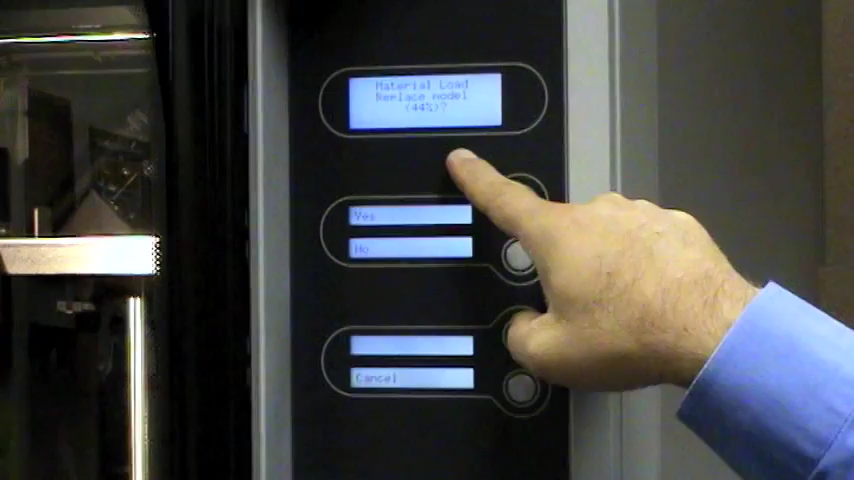 Material Load
Replace model
(44%)?
Yes
No
Cancel